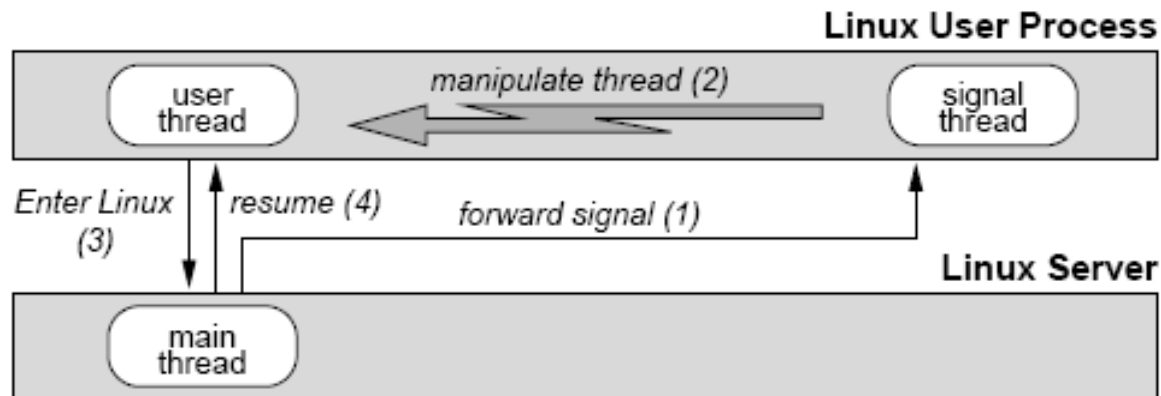 Linux User Process
user
thread
manipulate thread (2)
signal
thread
Enter Linux
(3)
resume (4)
forward signal (1)
Linux Server
main
thread